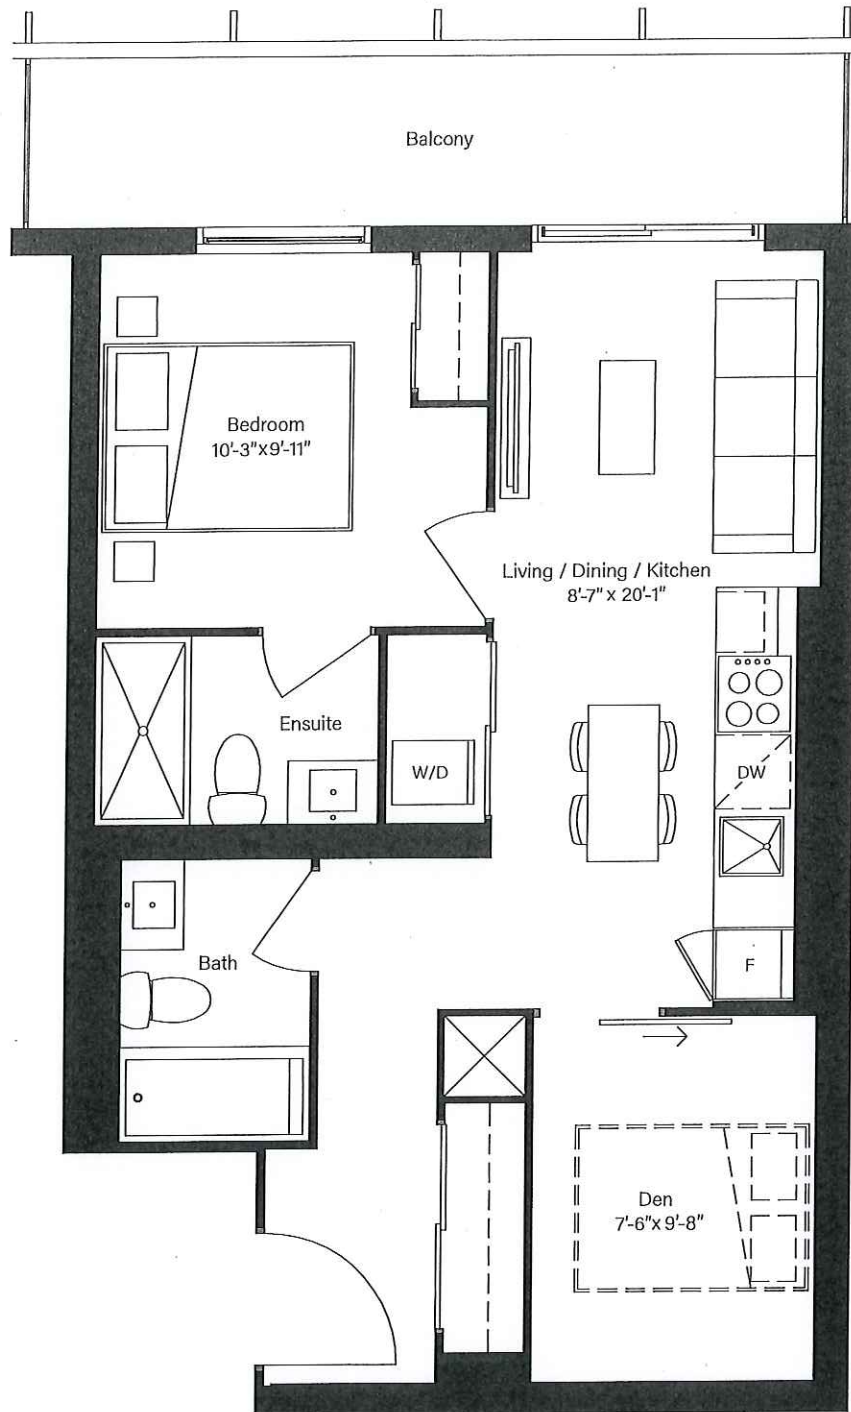 Balcony
Bedroom
10'-3"x9'-11"
Living / Dining / Kitchen
8'-7" x 20'-1"
Ensuite
W/D
DW
Bath
F
Den
7'-6"x 9'-8"